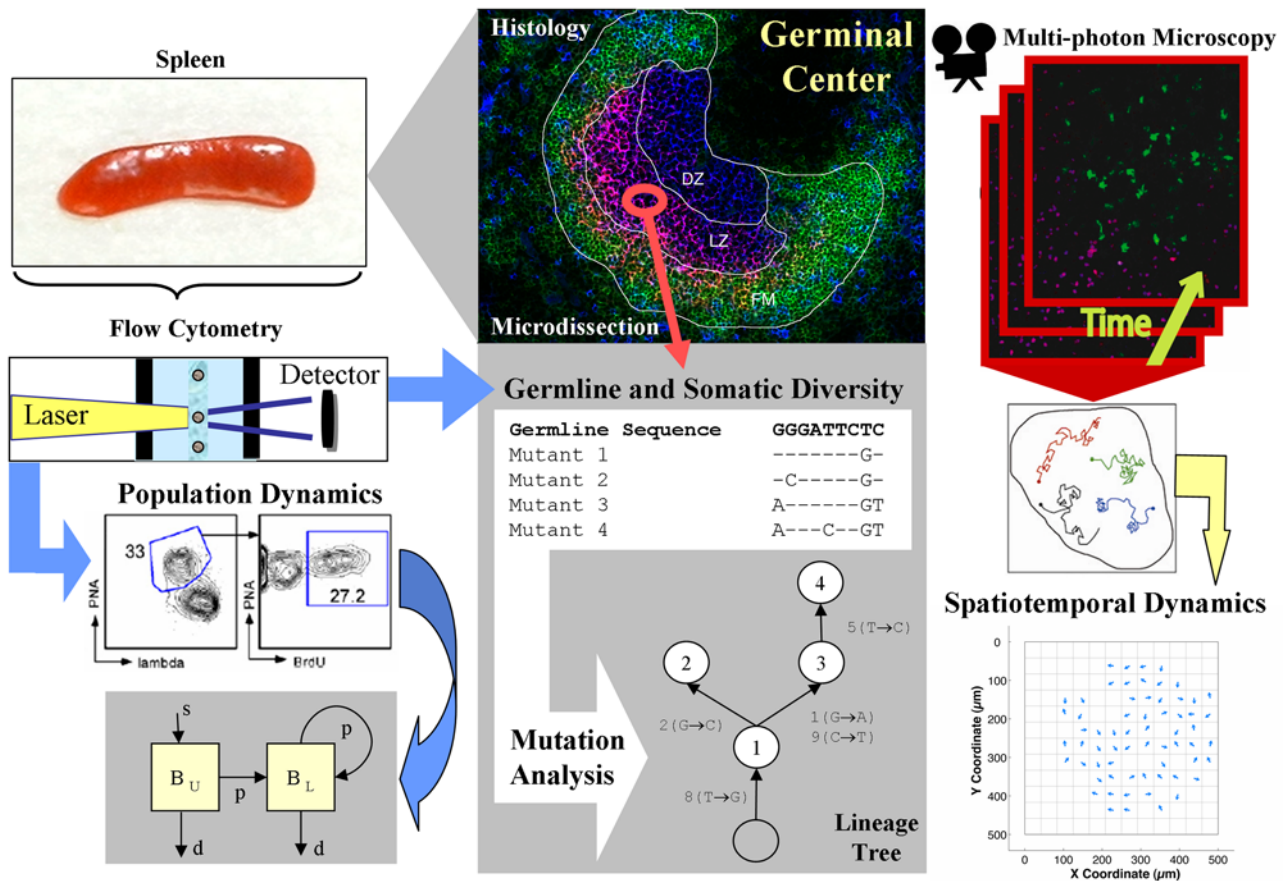 Spleen
Flow Cytometry
Laser
Detector
Population Dynamics
33
PNA
lambda
27.2
PNA
BrdU
s
p
B U
p
B L
d
d
Histology
Germinal
Center
DZ
LZ
FM
Microdissection
Germline and Somatic Diversity
Germline Sequence GGGATTCTC
Mutant 1 -------G-
Mutant 2 -C-----G-
Mutant 3 A------GT
Mutant 4 A---C--GT
Mutation
Analysis
4
5(T→C)
2
3
2(G→C)
1(G→A)
9(C→T)
1
8(T→G)
Lineage
Tree
Multi-photon Microscopy
Time
Spatiotemporal Dynamics
Y Coordinate (µm)
0
100
200
300
400
500
0 100 200 300 400 500
X Coordinate (µm)